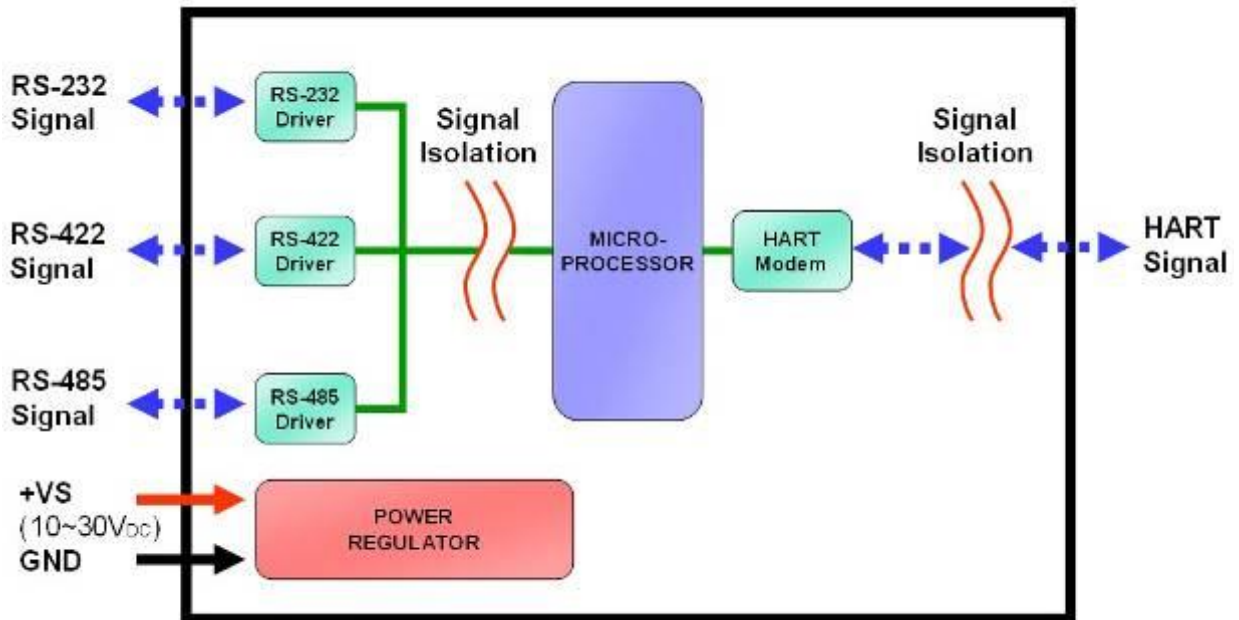 RS-232
Signal
RS-232
Driver
Signal
Isolation
Signal
Isolation
RS-422
Signal
RS-422
Driver
MICRO-
PROCESSOR
HART
Modem
HART
Signal
RS-485
Signal
RS-485
Driver
+VS
(10~30VDC)
GND
POWER
REGULATOR